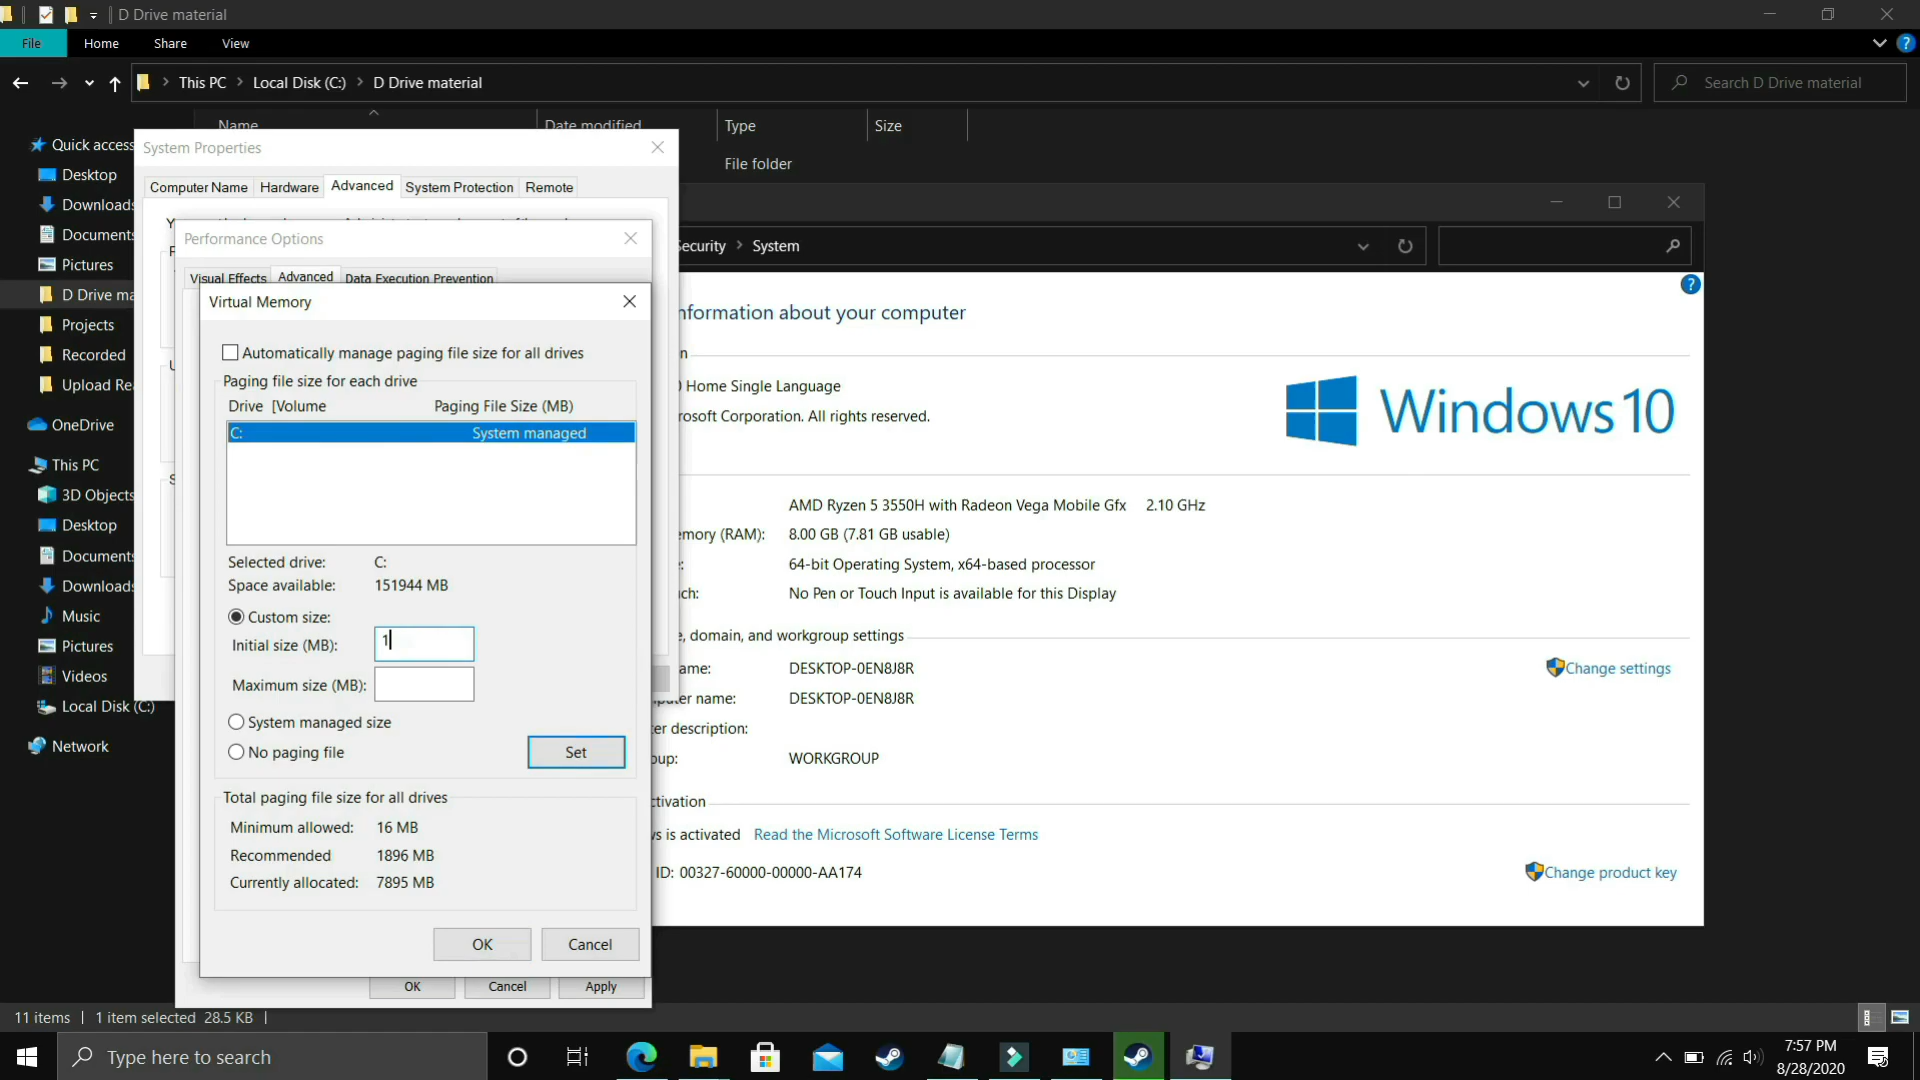 D Drive material
File Home Share View
This PC Local Disk (C:) D Drive material
Search D Drive material
Name Date modified Type Size
File folder
Quick access
Desktop
Downloads
Documents
Pictures
D Drive ma
Projects
Recorded
Upload Re
OneDrive
This PC
3D Objects
Desktop
Documents
Downloads
Music
Pictures
Videos
Local Disk (C:)
Network
System Properties
Computer Name Hardware Advanced System Protection Remote
Performance Options
Visual Effects Advanced Data Execution Prevention
Virtual Memory
Automatically manage paging file size for all drives
Paging file size for each drive
Drive [Volume Paging File Size (MB)
C: System managed
Selected drive: C:
Space available: 151944 MB
Custom size:
Initial size (MB): 1
Maximum size (MB):
System managed size
No paging file
Set
Total paging file size for all drives
Minimum allowed: 16 MB
Recommended 1896 MB
Currently allocated: 7895 MB
OK Cancel
OK Cancel Apply
Security System
nformation about your computer
n
0 Home Single Language
rosoft Corporation. All rights reserved.
Windows 10
AMD Ryzen 5 3550H with Radeon Vega Mobile Gfx 2.10 GHz
emory (RAM): 8.00 GB (7.81 GB usable)
e: 64-bit Operating System, x64-based processor
uch: No Pen or Touch Input is available for this Display
e, domain, and workgroup settings
ame: DESKTOP-0EN8J8R
Change settings
puter name: DESKTOP-0EN8J8R
ter description:
oup: WORKGROUP
ctivation
ws is activated Read the Microsoft Software License Terms
ID: 00327-60000-00000-AA174
Change product key
11 items 1 item selected 28.5 KB
Type here to search
7:57 PM
8/28/2020